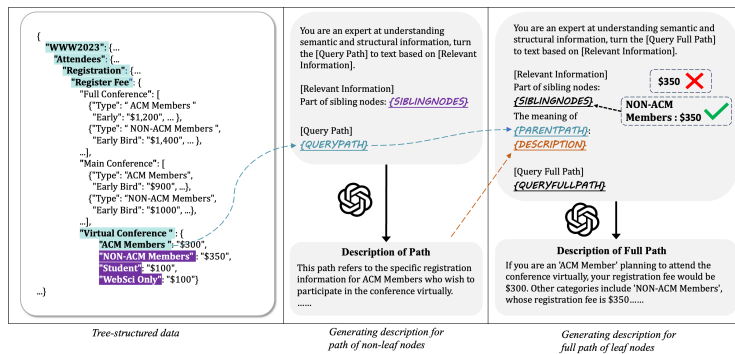 {
"WWW2023": {...
"Attendees": {...
"Registration": {...
"Register Fee": {
"Full Conference": [
{"Type": " ACM Members "
"Early": "$1,200", ... },
{"Type": " NON-ACM Members ",
"Early Bird": "$1,400", ... },
...],
"Main Conference": [
{"Type": "ACM Members",
"Early Bird": "$900", ...},
{"Type": "NON-ACM Members",
"Early Bird": "$1000", ...},
...],
"Virtual Conference ": {
"ACM Members ": "$300",
"NON-ACM Members": "$350",
"Student": "$100",
"WebSci Only": "$100"}
...}
Tree-structured data
You are an expert at understanding
semantic and structural information, turn
the [Query Path] to text based on [Relevant
Information].
[Relevant Information]
Part of sibling nodes: {SIBLINGNODES}
[Query Path]
{QUERYPATH}
Description of Path
This path refers to the specific registration
information for ACM Members who wish to
participate in the conference virtually.
......
Generating description for
path of non-leaf nodes
You are an expert at understanding semantic and
structural information, turn the [Query Full Path]
to text based on [Relevant Information].
[Relevant Information]
Part of sibling nodes:
{SIBLINGNODES}
The meaning of
{PARENTPATH}:
{DESCRIPTION}
$350
NON-ACM
Members : $350
[Query Full Path]
{QUERYFULLPATH}
Description of Full Path
If you are an 'ACM Member' planning to attend the
conference virtually, your registration fee would be
$300. Other categories include 'NON-ACM Members',
whose registration fee is $350......
Generating description for
full path of leaf nodes